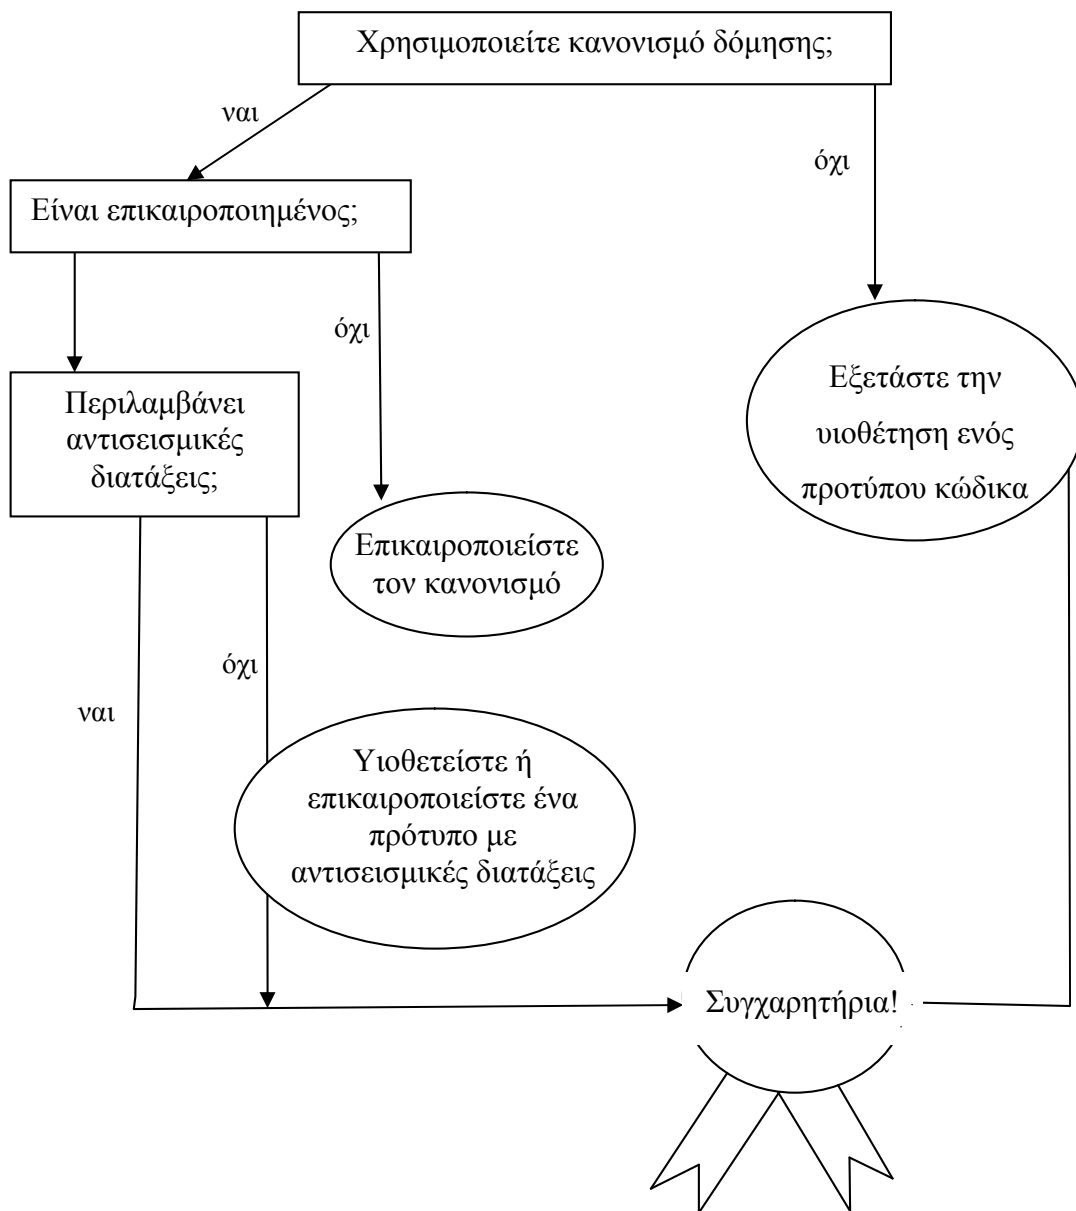 Χρησιμοποιείτε κανονισμό δόμησης;
ναι
όχι
Είναι επικαιροποιημένος;
όχι
Περιλαμβάνει
αντισεισμικές
διατάξεις;
Εξετάστε την
υιοθέτηση ενός
προτύπου κώδικα
Επικαιροποιείστε
τον κανονισμό
όχι
ναι
Υιοθετείστε ή
επικαιροποιείστε ένα
πρότυπο με
αντισεισμικές διατάξεις
Συγχαρητήρια!